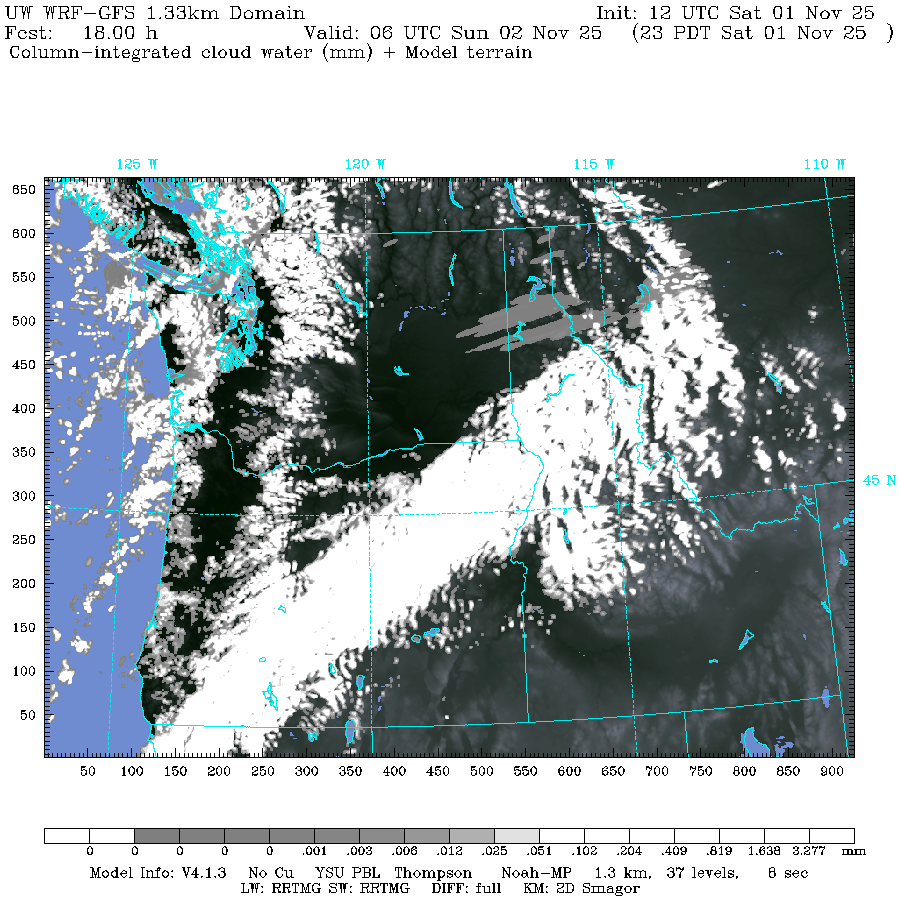 UW WRF-GFS 1.33km Domain Init: 12 UTC Sat 01 Nov 25
Fcst: 18.00 h Valid: 06 UTC Sun 02 Nov 25 (23 PDT Sat 01 Nov 25 )
Column-integrated cloud water (mm) + Model terrain
125 W 120 W 115 W 110 W
650
600
550
500
450
400
350
45 N
300
250
200
150
100
50
50 100 150 200 250 300 350 400 450 500 550 600 650 700 750 800 850 900
0 0 0 0 0 .001 .003 .006 .012 .025 .051 .102 .204 .409 .819 1.638 3.277 mm
Model Info: V4.1.3 No Cu YSU PBL Thompson Noah-MP 1.3 km, 37 levels, 8 sec
LW: RRTMG SW: RRTMG DIFF: full KM: 2D Smagor